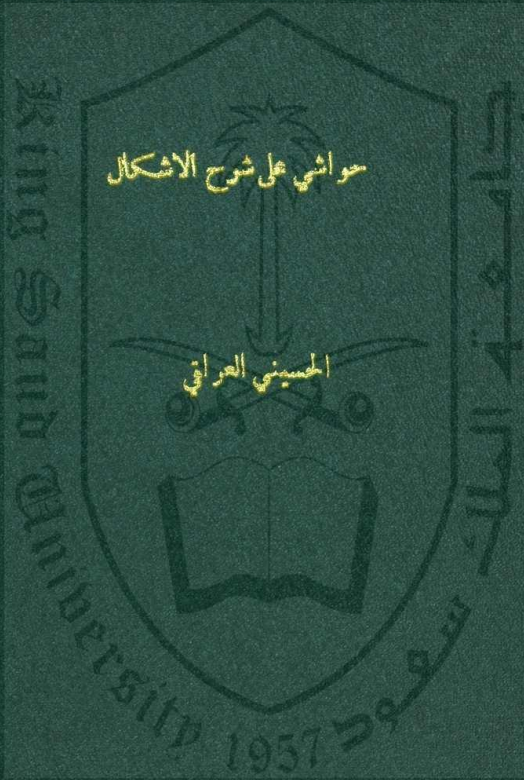 حواشي على شرح الاشكال
الحسيني العراقي
King Saud University 1957
جامعة الملك سعود